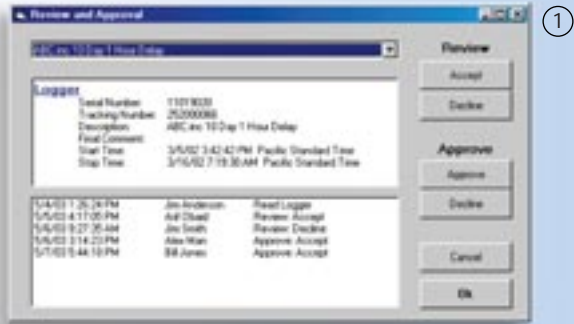 Review and Approval
1
ABC inc 10 Day 1 Hour Delay
Review
Accept
Decline
Logger
Serial Number: 11019020
Tracking Number:
Description: ABC inc 10 Day 1 Hour Delay
Final Comment:
Start Time: 3/5/02 3:42:42 PM Pacific Standard Time
Stop Time: 3/16/02 7:19:30 AM Pacific Standard Time
Approve
Approve
Decline
5/4/03 1:26:24 PM Jim Anderson Read Logger
5/5/03 4:17:05 PM Review: Accept
5/6/03 9:27:35 AM Jim Smith Review: Decline
5/6/03 3:14:23 PM Alex Man Approve: Accept
5/7/03 5:44:18 PM Bill Jones Approve: Accept
Cancel
Ok